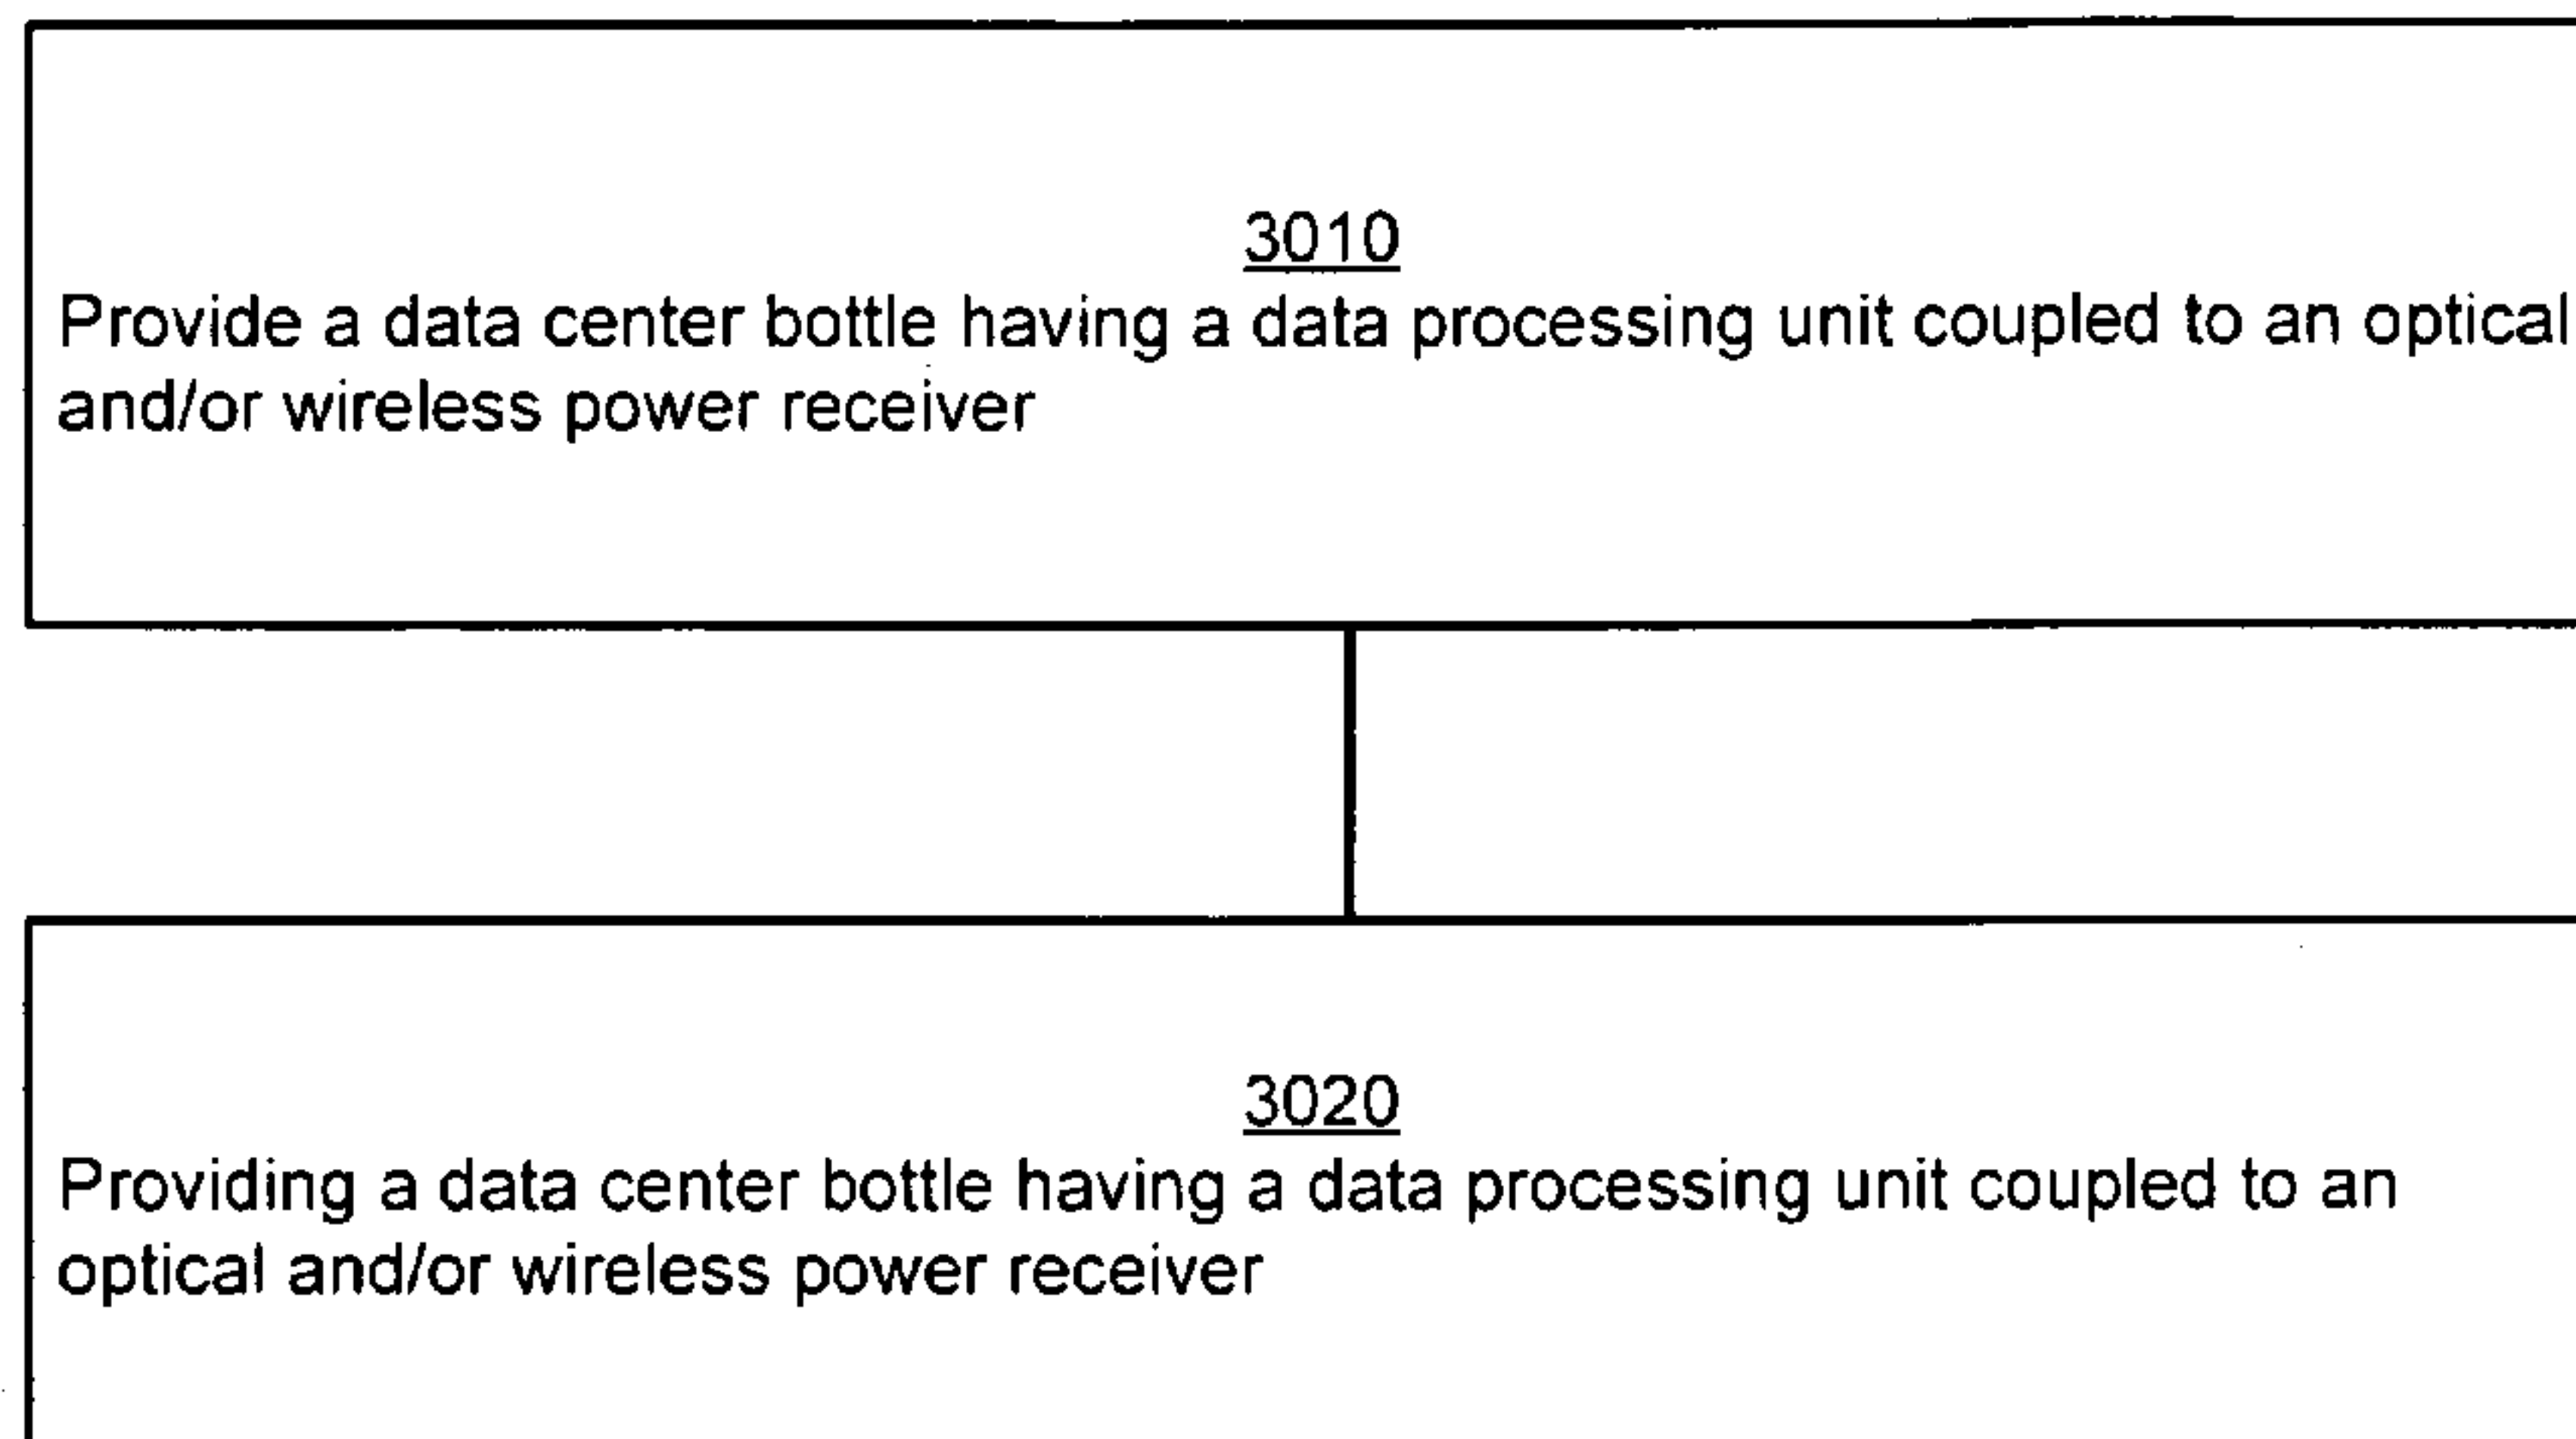 3010
Provide a data center bottle having a data processing unit coupled to an optical
and/or wireless power receiver
3020
Providing a data center bottle having a data processing unit coupled to an
optical and/or wireless power receiver